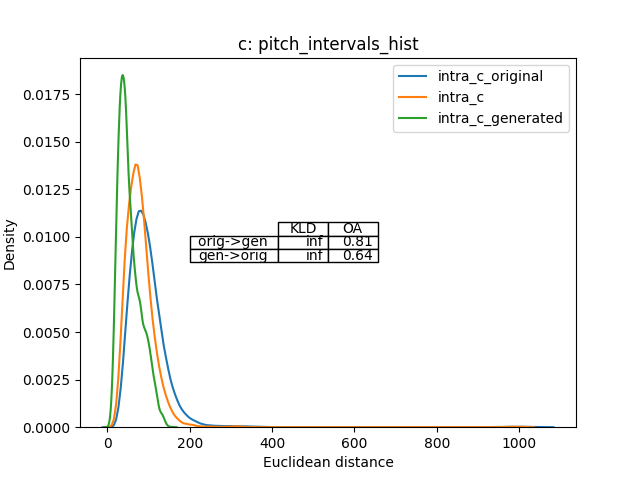 c: pitch_intervals_hist
intra_c_original
intra_c
intra_c_generated
0.0175
0.0150
0.0125
0.0100
0.0075
0.0050
0.0025
0.0000
Density
KLD OA
orig->gen inf 0.81
gen->orig inf 0.64
0 200 400 600 800 1000
Euclidean distance